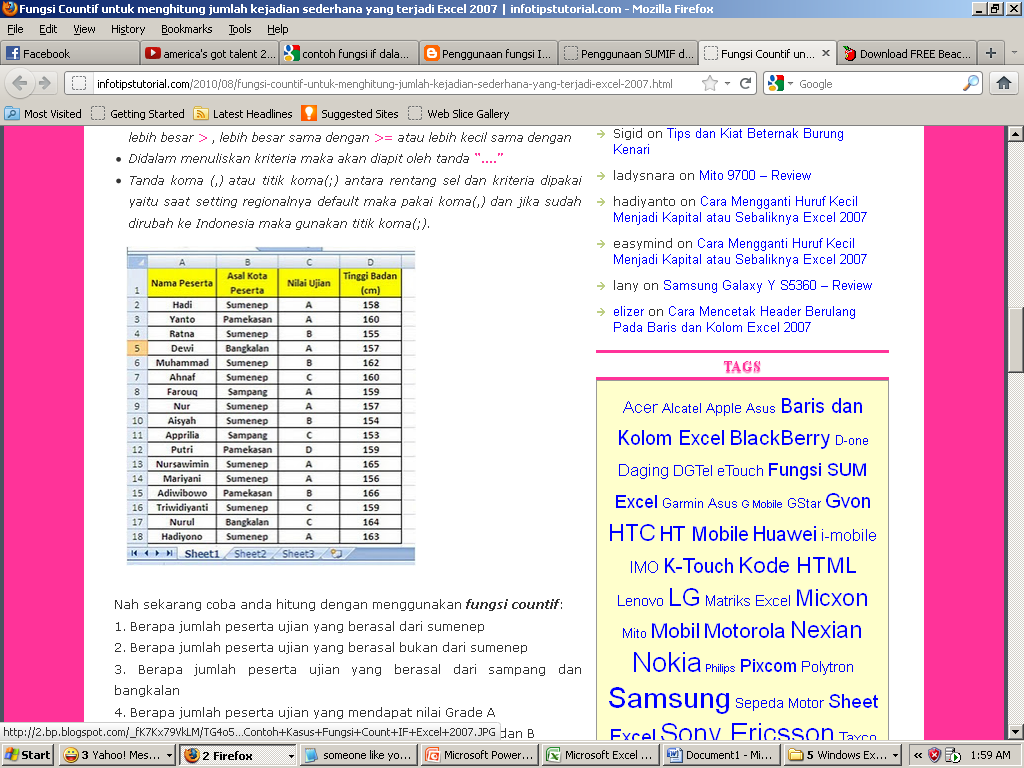 Fungsi Countif untuk menghitung jumlah kejadian sederhana yang terjadi Excel 2007 | infotipstutorial.com - Mozilla Firefox
File Edit View History Bookmarks Tools Help
Facebook america's got talent 2... contoh fungsi if dala... Penggunaan fungsi I... Penggunaan SUMIF d... Fungsi Countif un... Download FREE Beac...
infotipstutorial.com/2010/08/fungsi-countif-untuk-menghitung-jumlah-kejadian-sederhana-yang-terjadi-excel-2007.html Google
Most Visited Getting Started Latest Headlines Suggested Sites Web Slice Gallery
lebih besar > , lebih besar sama dengan >= atau lebih kecil sama dengan
• Didalam menuliskan kriteria maka akan diapit oleh tanda "...."
• Tanda koma (,) atau titik koma(;) antara rentang sel dan kriteria dipakai
yaitu saat setting regionalnya default maka pakai koma(,) dan jika sudah
dirubah ke Indonesia maka gunakan titik koma(;).
A B C D
1 Nama Peserta Asal Kota Peserta Nilai Ujian Tinggi Badan (cm)
2 Hadi Sumenep A 158
3 Yanto Pamekasan A 160
4 Ratna Sumenep B 155
5 Dewi Bangkalan A 157
6 Muhammad Sumenep B 162
7 Ahnaf Sumenep C 160
8 Farouq Sampang A 159
9 Nur Sumenep A 157
10 Aisyah Sumenep B 154
11 Apprilia Sampang C 153
12 Putri Pamekasan D 159
13 Nursawimin Sumenep A 165
14 Mariyani Sumenep A 156
15 Adiwibowo Pamekasan B 166
16 Triwidiyanti Sumenep C 159
17 Nurul Bangkalan C 164
18 Hadiyono Sumenep A 163
Sheet1 Sheet2 Sheet3
Nah sekarang coba anda hitung dengan menggunakan fungsi countif:
1. Berapa jumlah peserta ujian yang berasal dari sumenep
2. Berapa jumlah peserta ujian yang berasal bukan dari sumenep
3. Berapa jumlah peserta ujian yang berasal dari sampang dan
bangkalan
4. Berapa jumlah peserta ujian yang mendapat nilai Grade A
dan B
Sigid on Tips dan Kiat Beternak Burung
Kenari
ladysnara on Mito 9700 – Review
hadiyanto on Cara Mengganti Huruf Kecil
Menjadi Kapital atau Sebaliknya Excel 2007
easymind on Cara Mengganti Huruf Kecil
Menjadi Kapital atau Sebaliknya Excel 2007
lany on Samsung Galaxy Y S5360 – Review
elizer on Cara Mencetak Header Berulang
Pada Baris dan Kolom Excel 2007
TAGS
Acer Alcatel Apple Asus Baris dan
Kolom Excel BlackBerry D-one
Daging DGTel eTouch Fungsi SUM
Excel Garmin Asus G Mobile GStar Gvon
HTC HT Mobile Huawei i-mobile
IMO K-Touch Kode HTML
Lenovo LG Matriks Excel Micxon
Mito Mobil Motorola Nexian
Nokia Philips Pixcom Polytron
Samsung Sepeda Motor Sheet
Excel Sony Ericsson Taxco
http://2.bp.blogspot.com/_fK7Kx79VkLM/TG4o5...Contoh+Kasus+Fungsi+Count+IF+Excel+2007.JPG
Start 3 Yahoo! Mes... 2 Firefox someone like yo... Microsoft Power... Microsoft Excel ... Document1 - Mi... 5 Windows Ex... « 1:59 AM